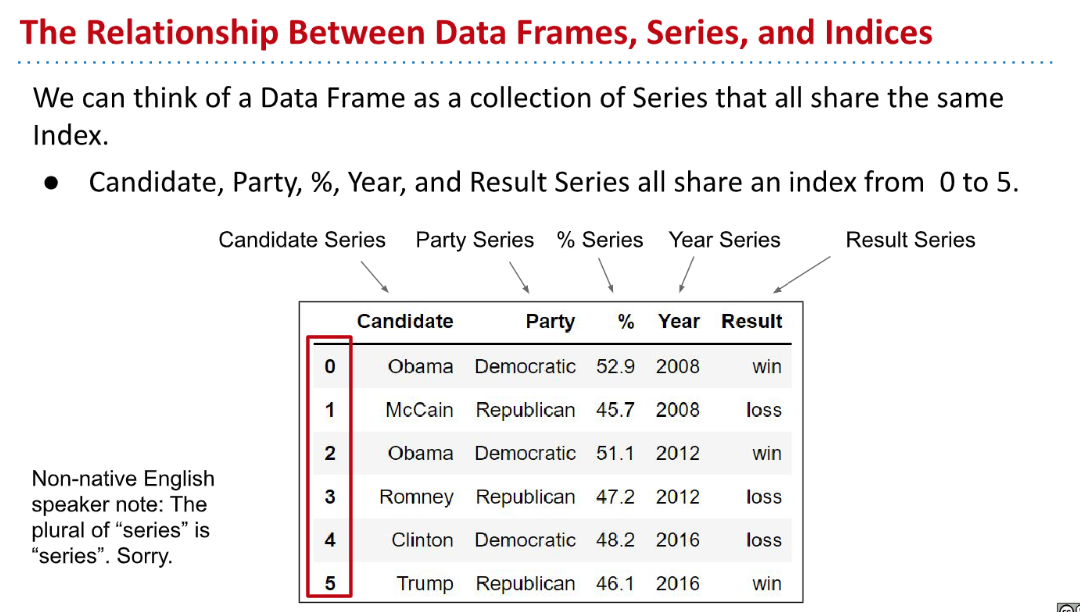 The Relationship Between Data Frames, Series, and Indices
We can think of a Data Frame as a collection of Series that all share the same
Index.
● Candidate, Party, %, Year, and Result Series all share an index from 0 to 5.
Candidate Series Party Series % Series Year Series Result Series
Candidate Party % Year Result
0 Obama Democratic 52.9 2008 win
1 McCain Republican 45.7 2008 loss
2 Obama Democratic 51.1 2012 win
3 Romney Republican 47.2 2012 loss
4 Clinton Democratic 48.2 2016 loss
5 Trump Republican 46.1 2016 win
Non-native English
speaker note: The
plural of “series” is
“series”. Sorry.